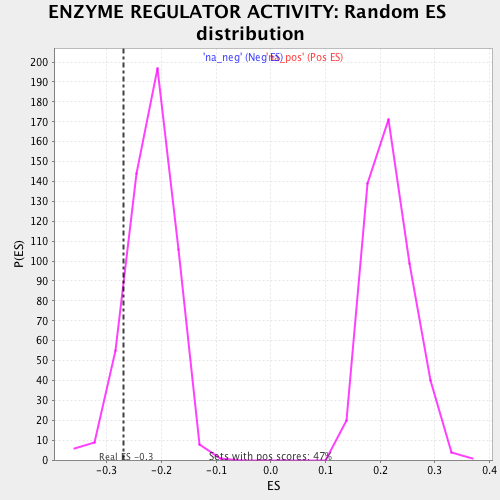 ENZYME REGULATOR ACTIVITY: Random ES
distribution
'na_neg' (Neg ES)
'na_pos' (Pos ES)
200
190
180
170
160
150
140
130
120
110
100
90
80
70
60
50
40
30
20
10
0
P(ES)
Real ES -0.3
Sets with pos scores: 47%
-0.3 -0.2 -0.1 0.0 0.1 0.2 0.3 0.4
ES